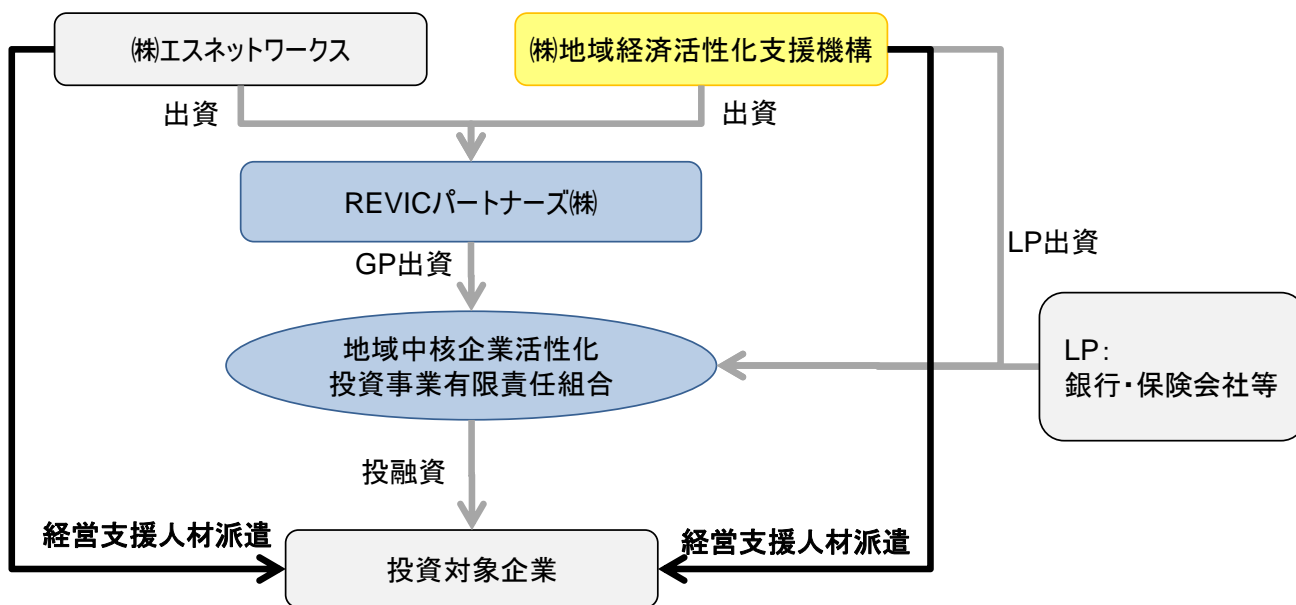 ㈱エスネットワークス
㈱地域経済活性化支援機構
出資
出資
REVICパートナーズ㈱
LP出資
GP出資
地域中核企業活性化
投資事業有限責任組合
LP：
銀行・保険会社等
投融資
経営支援人材派遣
経営支援人材派遣
投資対象企業